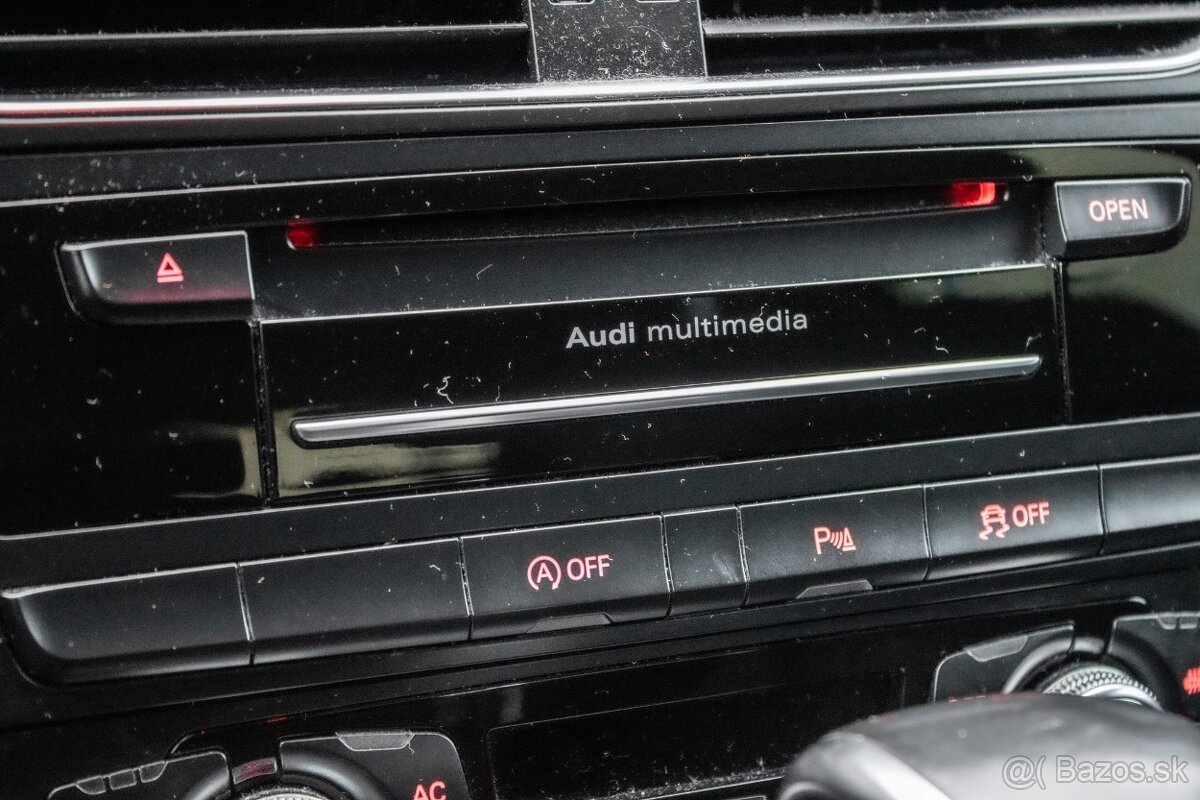 OPEN
Audi multimedia
A OFF
P
OFF
AC
@( Bazos.sk